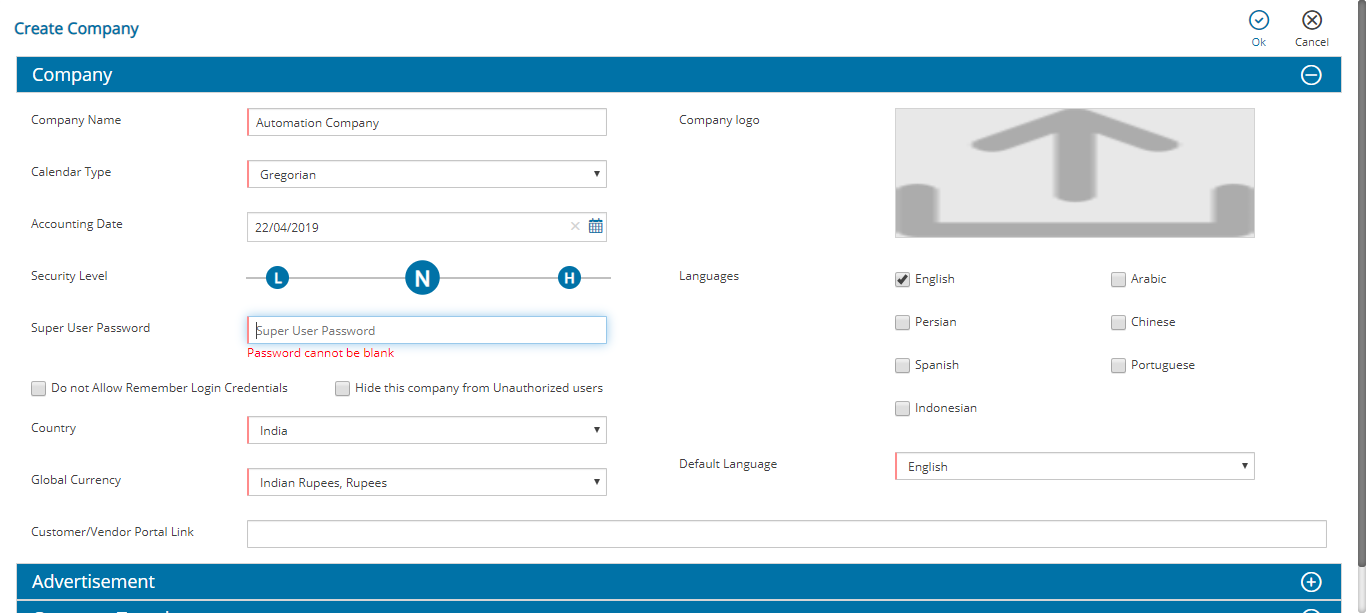 Create Company
Ok
Cancel
Company
Company Name
Automation Company
Company logo
Calendar Type
Gregorian
Accounting Date
22/04/2019
Security Level
L
N
H
Languages
English
Arabic
Persian
Chinese
Spanish
Portuguese
Indonesian
Super User Password
Super User Password
Password cannot be blank
Do not Allow Remember Login Credentials
Hide this company from Unauthorized users
Country
India
Default Language
English
Global Currency
Indian Rupees, Rupees
Customer/Vendor Portal Link
Advertisement